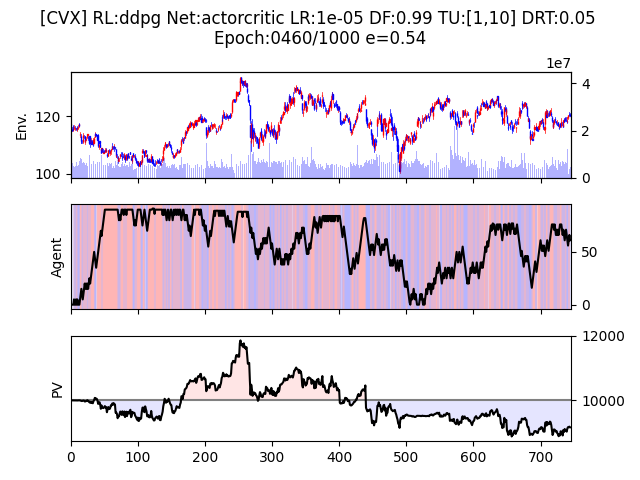 [CVX] RL:ddpg Net:actorcritic LR:1e-05 DF:0.99 TU:[1,10] DRT:0.05
Epoch:0460/1000 e=0.54
1e7
Env.
120
100
4
2
0
Agent
50
0
PV
12000
10000
0
100
200
300
400
500
600
700